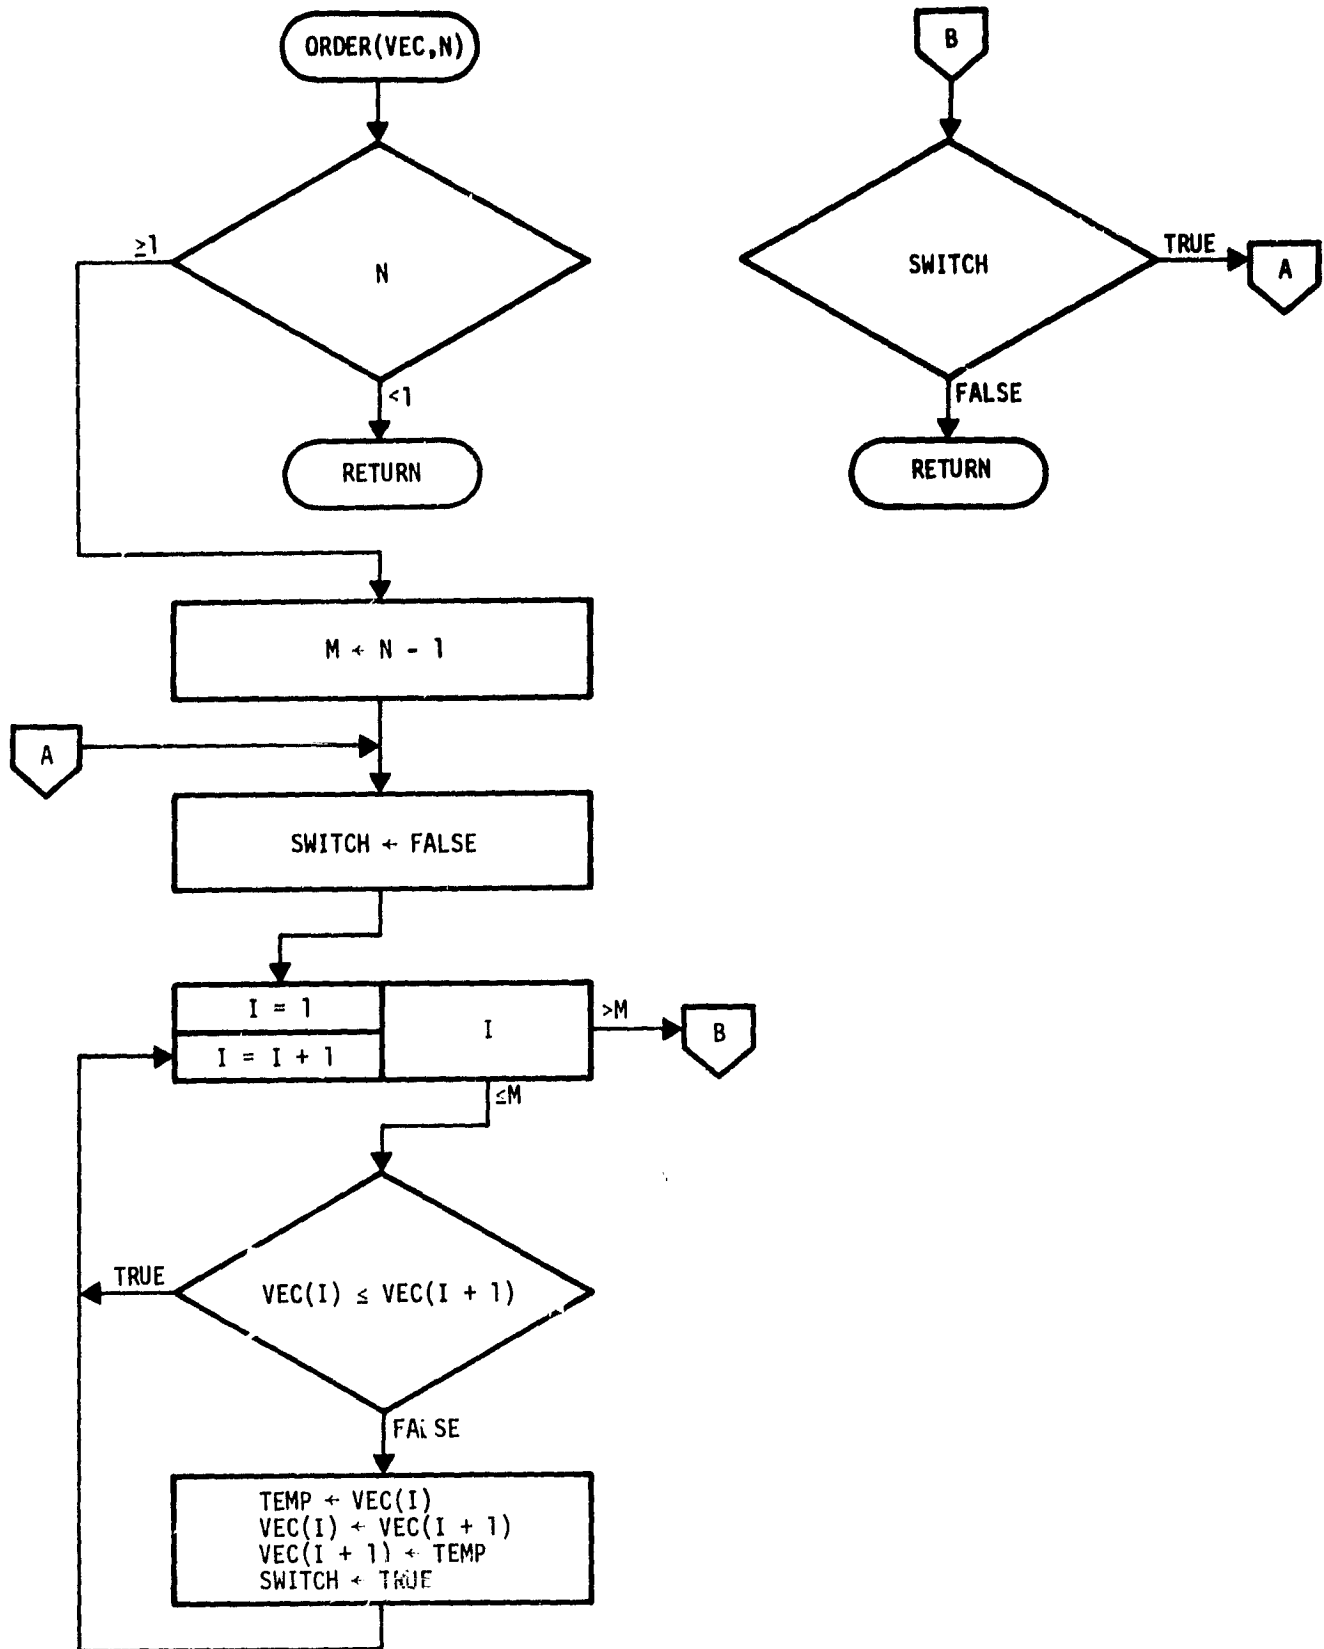 ORDER(VEC,N)
≥1
N
<1
RETURN
M ← N - 1
A
SWITCH ← FALSE
I = 1
I = I + 1
I
>M
B
≤M
TRUE
VEC(I) ≤ VEC(I + 1)
FALSE
TEMP ← VEC(I)
VEC(I) ← VEC(I + 1)
VEC(I + 1) ← TEMP
SWITCH ← TRUE
B
SWITCH
TRUE
A
FALSE
RETURN